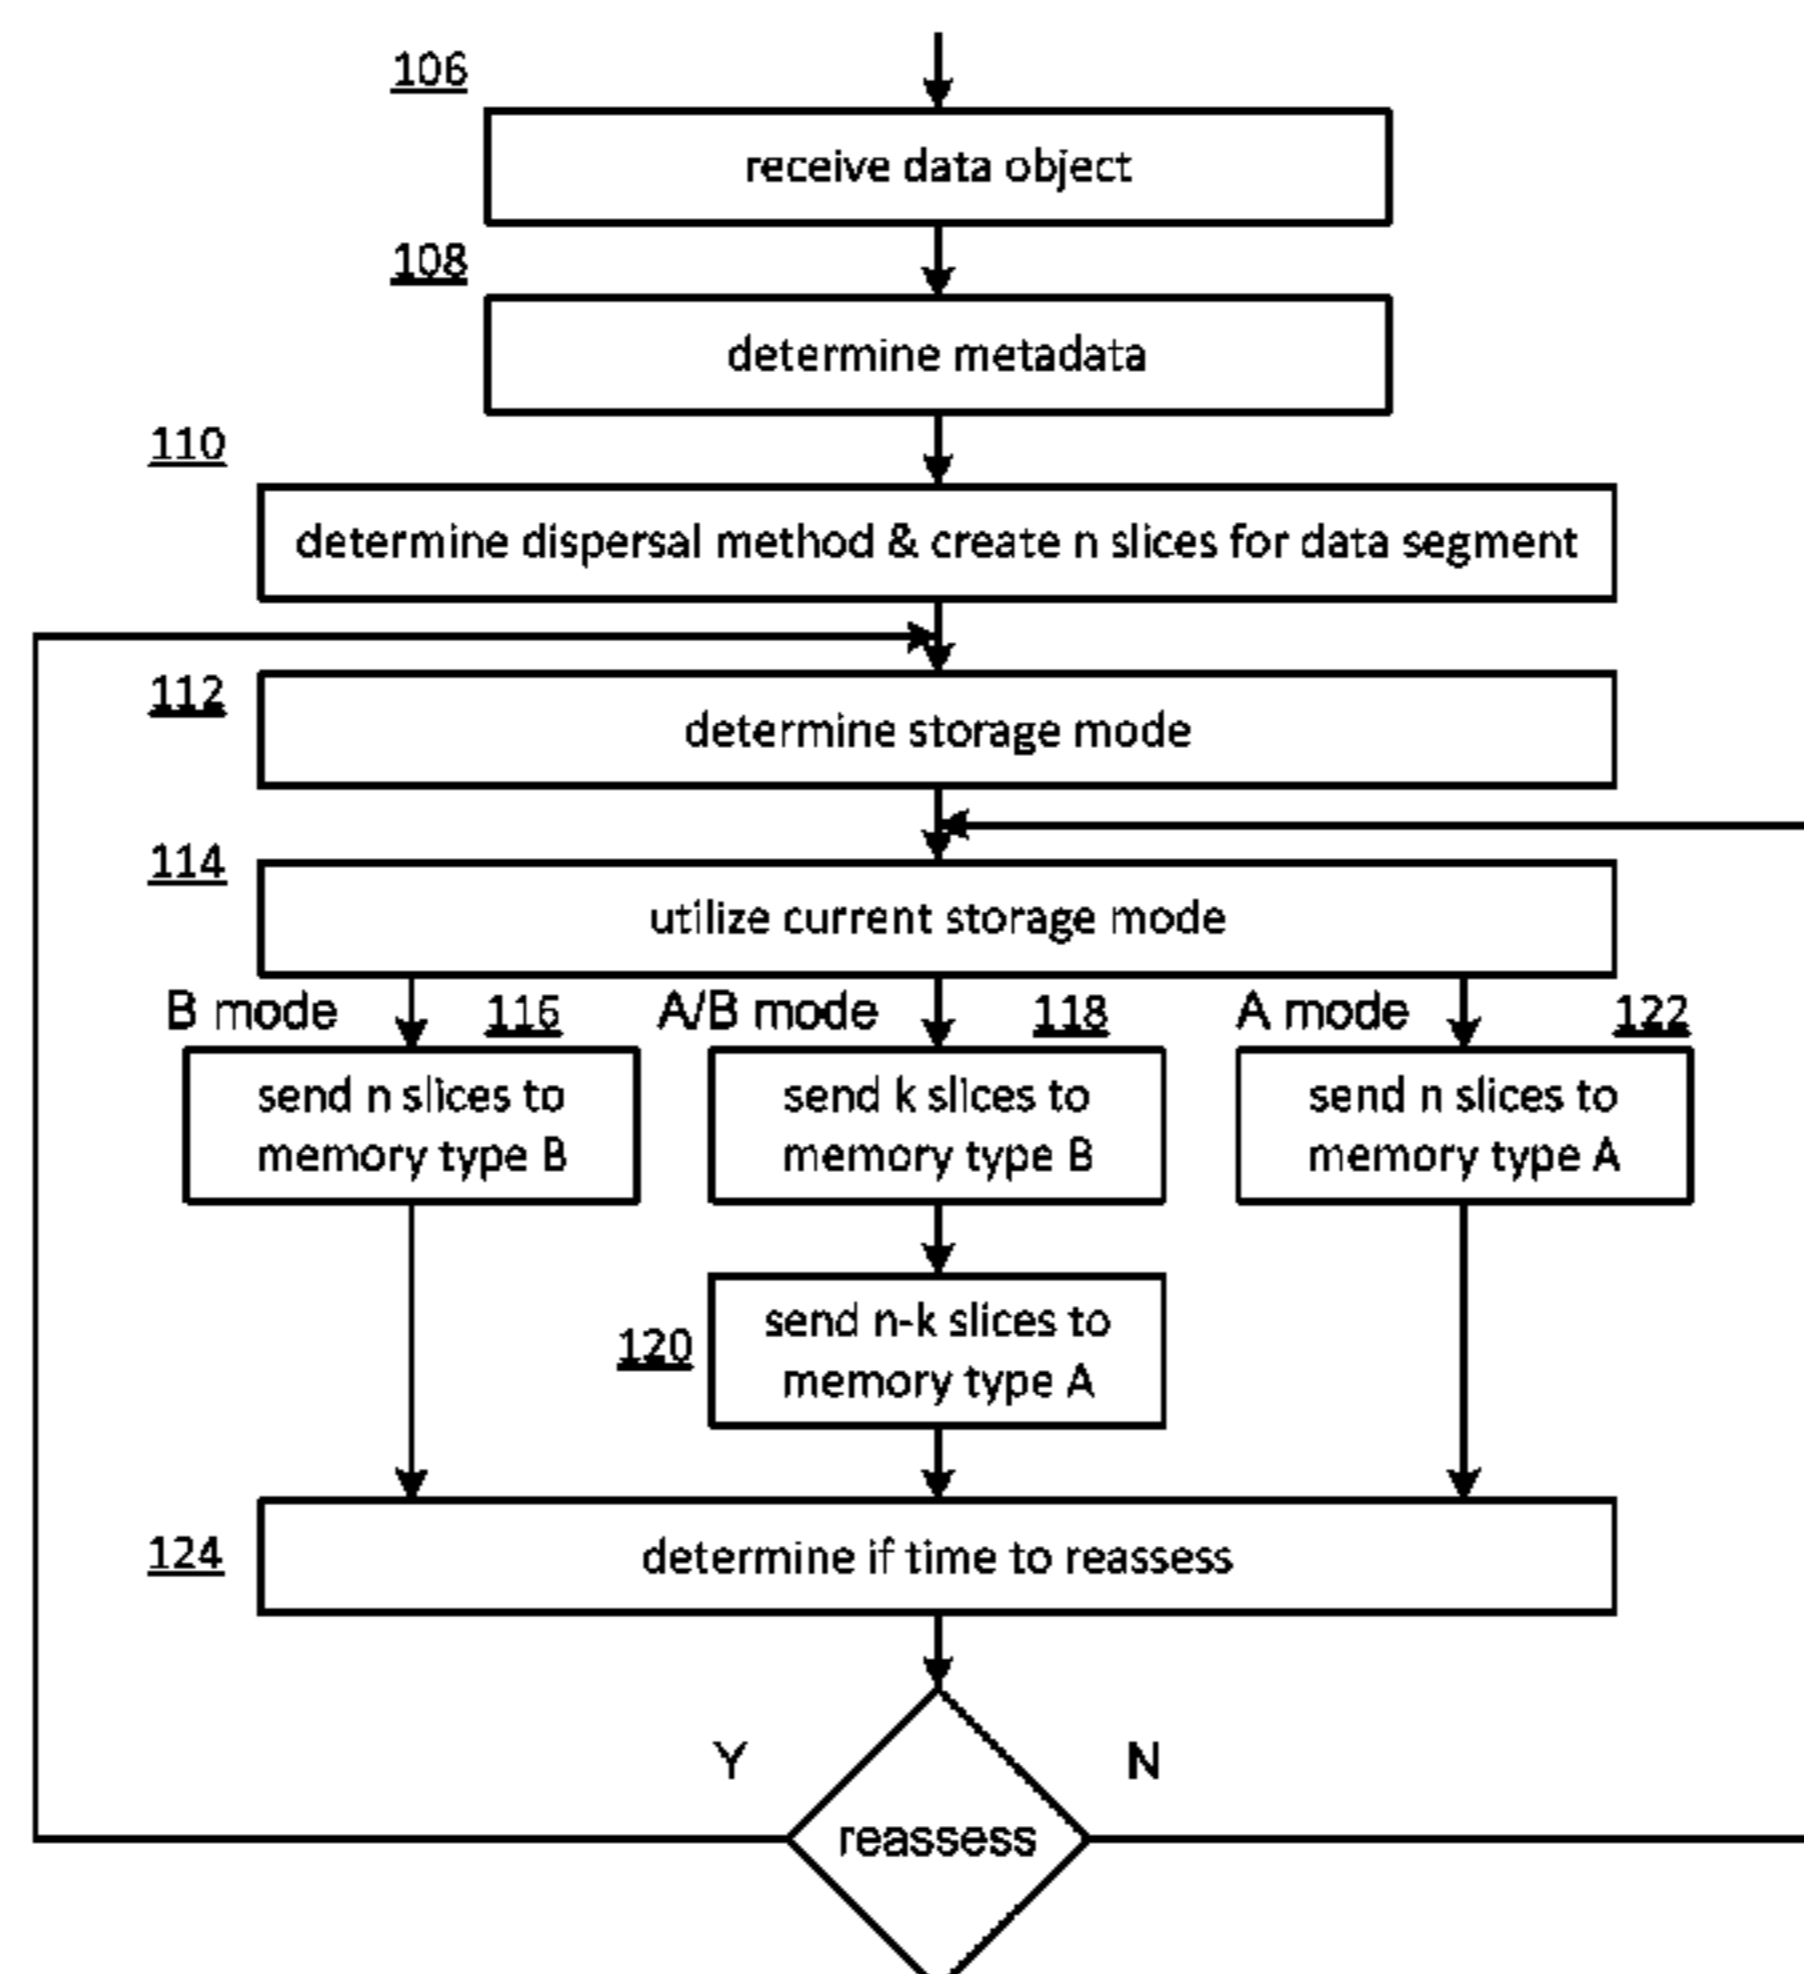 106
receive data object
108
determine metadata
110
determine dispersal method & create n slices for data segment
112
determine storage mode
114
utilize current storage mode
B mode
116
A/B mode
118
A mode
122
send n slices to
memory type B
send k slices to
memory type B
send n slices to
memory type A
120
send n-k slices to
memory type A
124
determine if time to reassess
Y
N
reassess